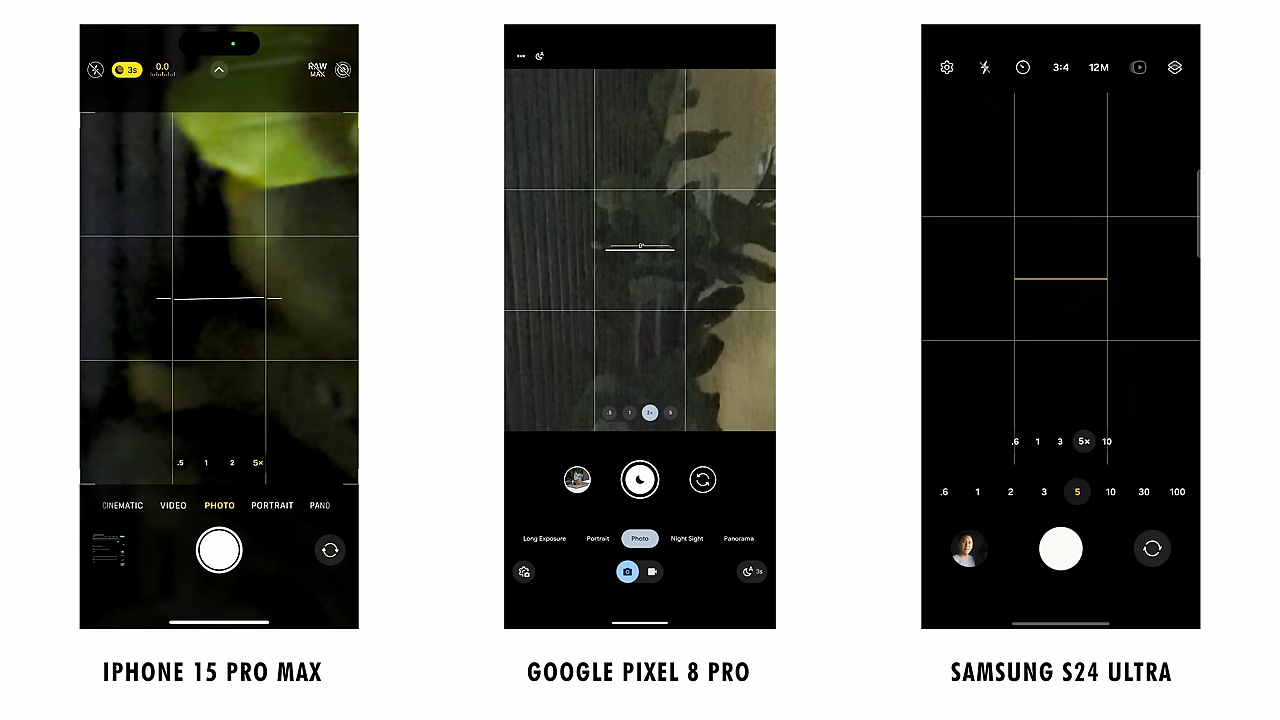 3s
0.0
RAW
MAX
.5 1 2 5×
CINEMATIC VIDEO PHOTO PORTRAIT PANO
IPHONE 15 PRO MAX
0°
.5 1 2× 5
Long Exposure Portrait Photo Night Sight Panorama
3s
GOOGLE PIXEL 8 PRO
3:4 12M
.6 1 3 5× 10
.6 1 2 3 5 10 30 100
SAMSUNG S24 ULTRA